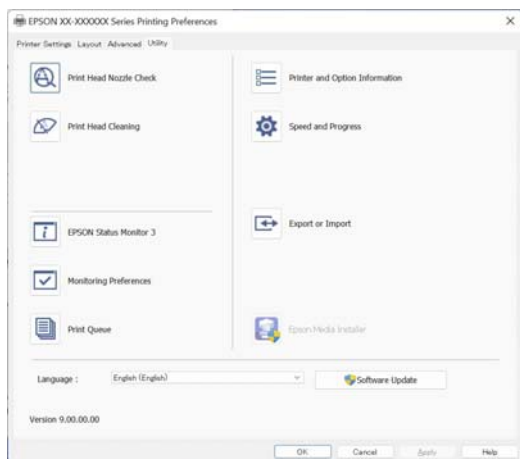 EPSON XX-XXXXXX Series Printing Preferences
Printer Settings Layout Advanced Utility
Print Head Nozzle Check
Printer and Option Information
Print Head Cleaning
Speed and Progress
EPSON Status Monitor 3
Export or Import
Monitoring Preferences
Print Queue
Epson Media Installer
Language :
English (English)
Software Update
Version 9.00.00.00
OK
Cancel
Apply
Help